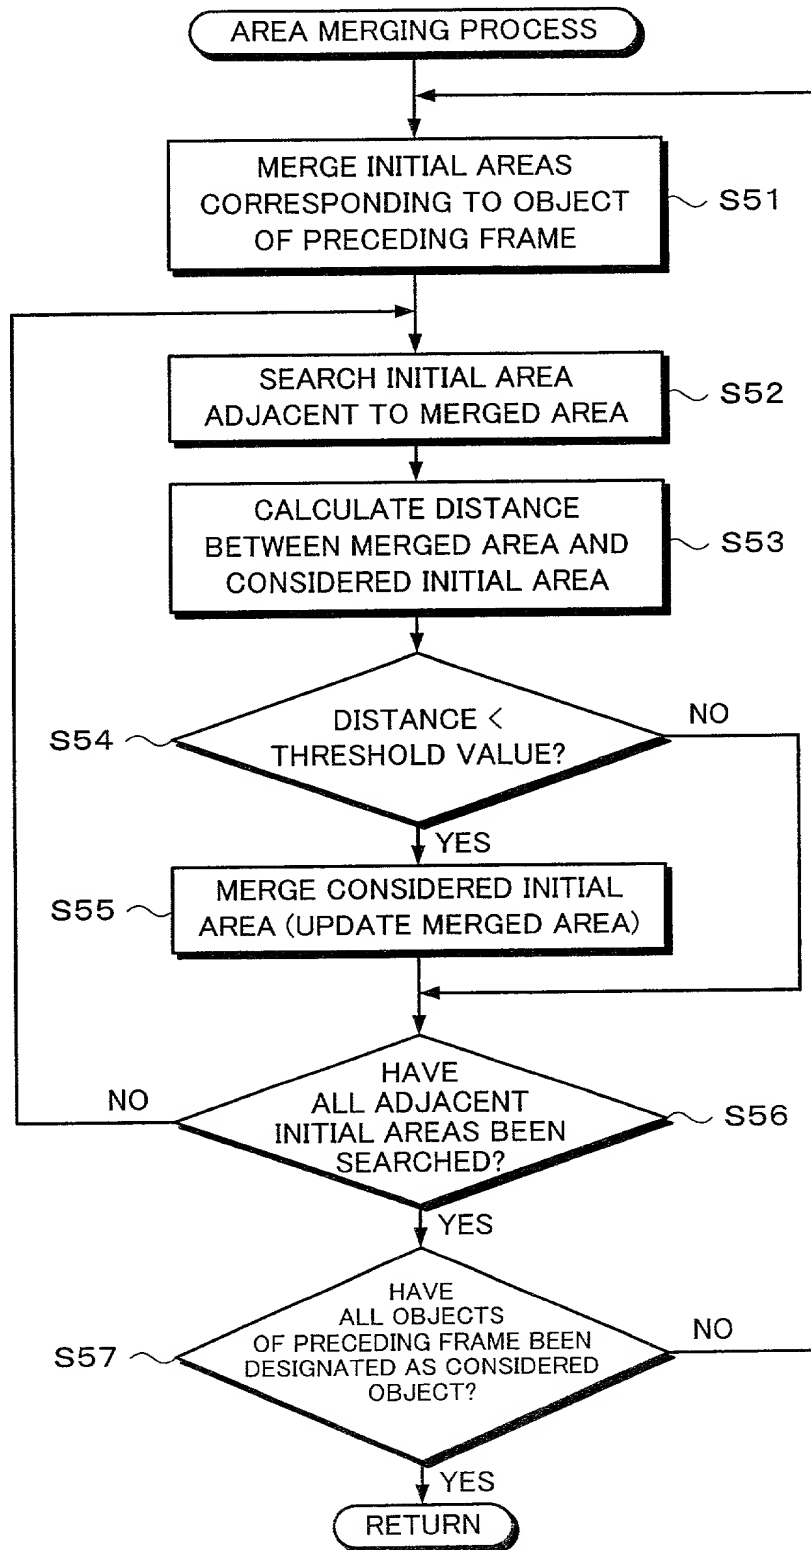 AREA MERGING PROCESS
MERGE INITIAL AREAS
CORRESPONDING TO OBJECT
OF PRECEDING FRAME
S51
SEARCH INITIAL AREA
ADJACENT TO MERGED AREA
S52
CALCULATE DISTANCE
BETWEEN MERGED AREA AND
CONSIDERED INITIAL AREA
S53
DISTANCE <
THRESHOLD VALUE?
S54
NO
YES
MERGE CONSIDERED INITIAL
AREA (UPDATE MERGED AREA)
S55
HAVE
ALL ADJACENT
INITIAL AREAS BEEN
SEARCHED?
NO
S56
YES
HAVE
ALL OBJECTS
OF PRECEDING FRAME BEEN
DESIGNATED AS CONSIDERED
OBJECT?
S57
NO
YES
RETURN